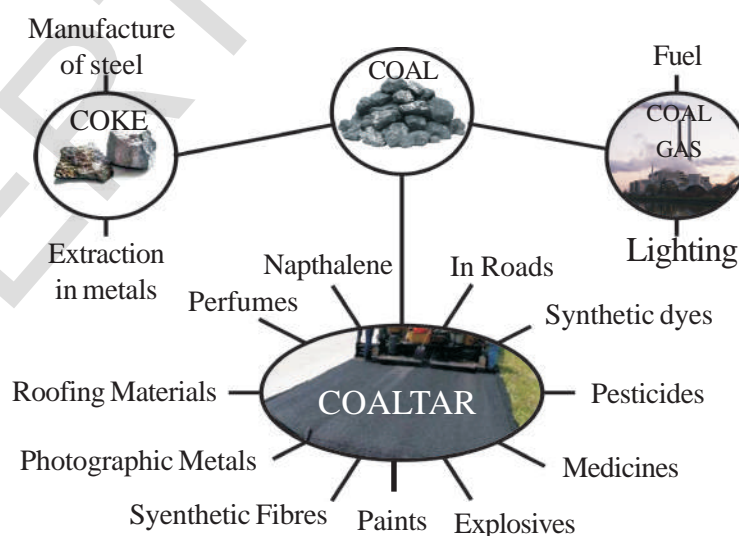 Manufacture
of steel
COKE
Extraction
in metals
COAL
Fuel
COAL
GAS
Lighting
Napthalene
In Roads
Perfumes
Synthetic dyes
Roofing Materials
COALTAR
Pesticides
Photographic Metals
Medicines
Syenthetic Fibres
Paints
Explosives